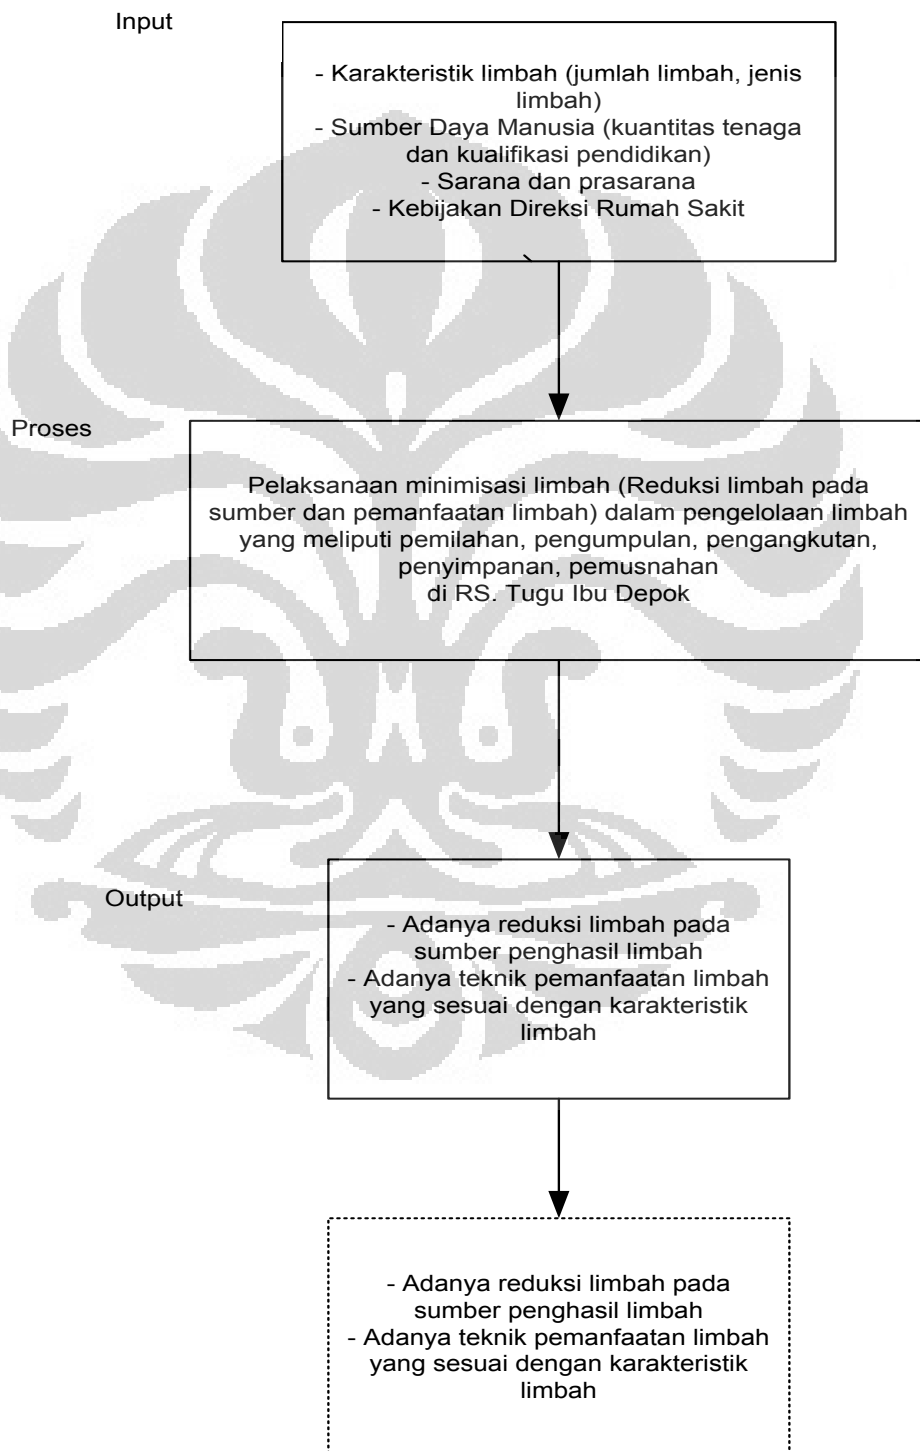 Input
- Karakteristik limbah (jumlah limbah, jenis
limbah)
- Sumber Daya Manusia (kuantitas tenaga
dan kualifikasi pendidikan)
- Sarana dan prasarana
- Kebijakan Direksi Rumah Sakit
Proses
Pelaksanaan minimisasi limbah (Reduksi limbah pada
sumber dan pemanfaatan limbah) dalam pengelolaan limbah
yang meliputi pemilahan, pengumpulan, pengangkutan,
penyimpanan, pemusnahan
di RS. Tugu Ibu Depok
Output
- Adanya reduksi limbah pada
sumber penghasil limbah
- Adanya teknik pemanfaatan limbah
yang sesuai dengan karakteristik
limbah
- Adanya reduksi limbah pada
sumber penghasil limbah
- Adanya teknik pemanfaatan limbah
yang sesuai dengan karakteristik
limbah